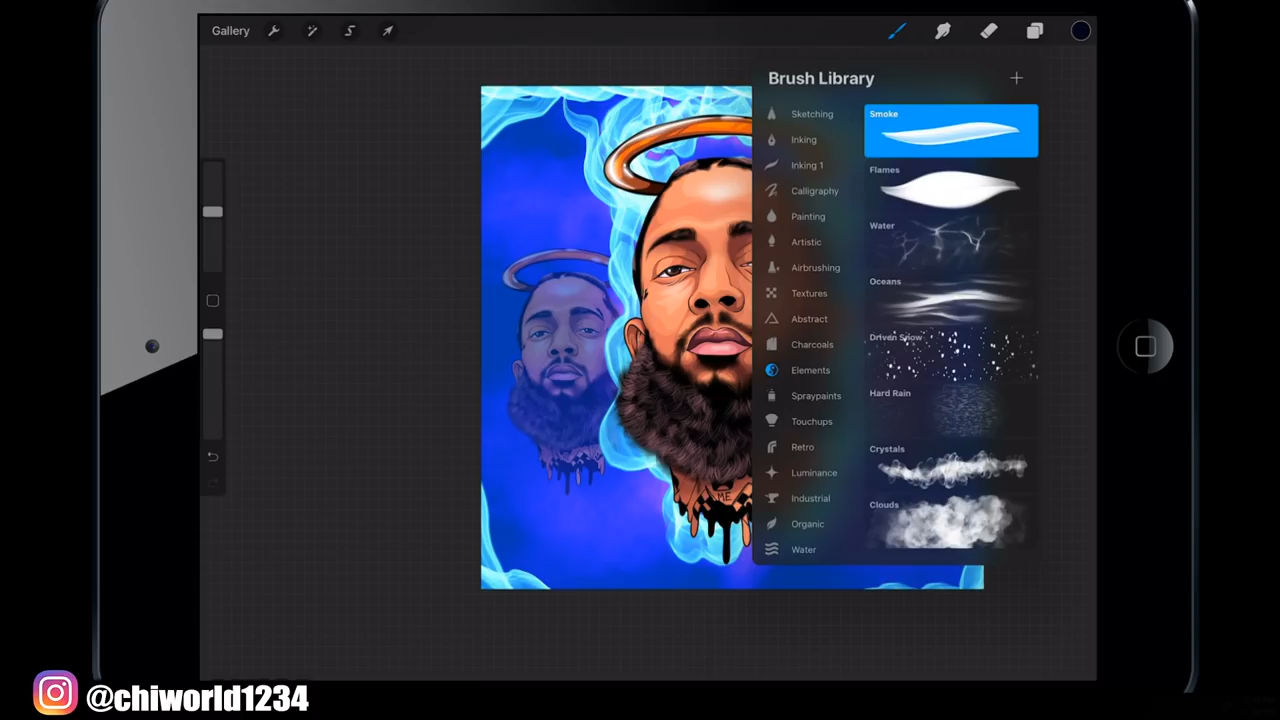 Gallery
Brush Library
Sketching
Inking
Inking 1
Calligraphy
Painting
Artistic
Airbrushing
Textures
Abstract
Charcoals
Elements
Spraypaints
Touchups
Retro
Luminance
Industrial
Organic
Water
Smoke
Flames
Water
Oceans
Driven Snow
Hard Rain
Crystals
Clouds
ME
@chiworld1234